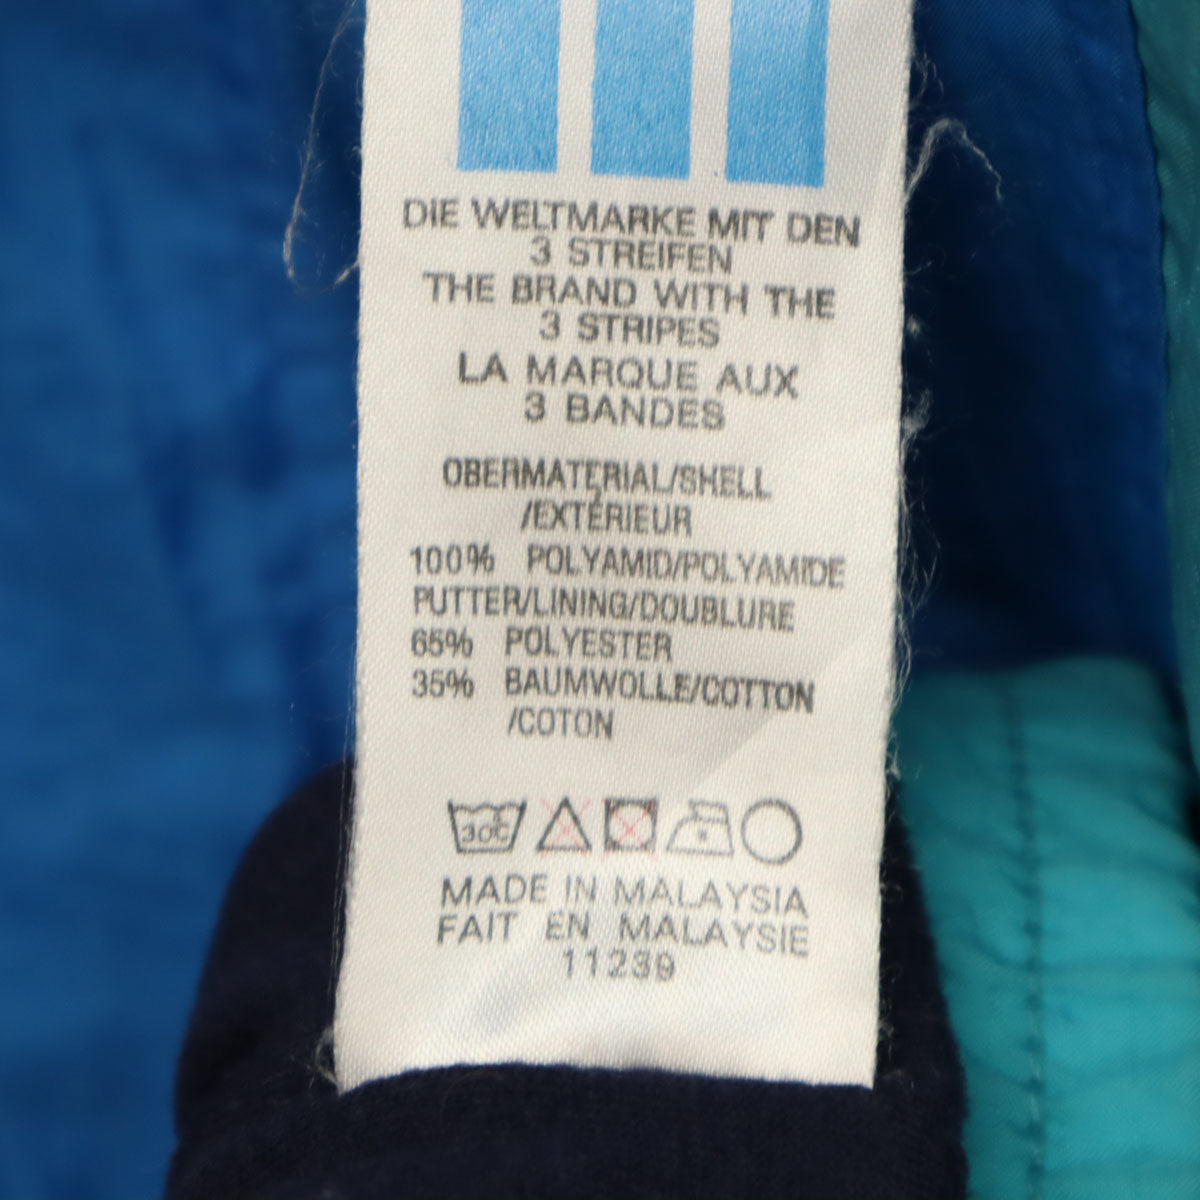 DIE WELTMARKE MIT DEN
3 STREIFEN
THE BRAND WITH THE
3 STRIPES
LA MARQUE AUX
3 BANDES
OBERMATERIAL/SHELL
/EXTÉRIEUR
100% POLYAMID/POLYAMIDE
PUTTER/LINING/DOUBLURE
65% POLYESTER
35% BAUMWOLLE/COTTON
/COTON
30C
MADE IN MALAYSIA
FAIT EN MALAYSIE
11239